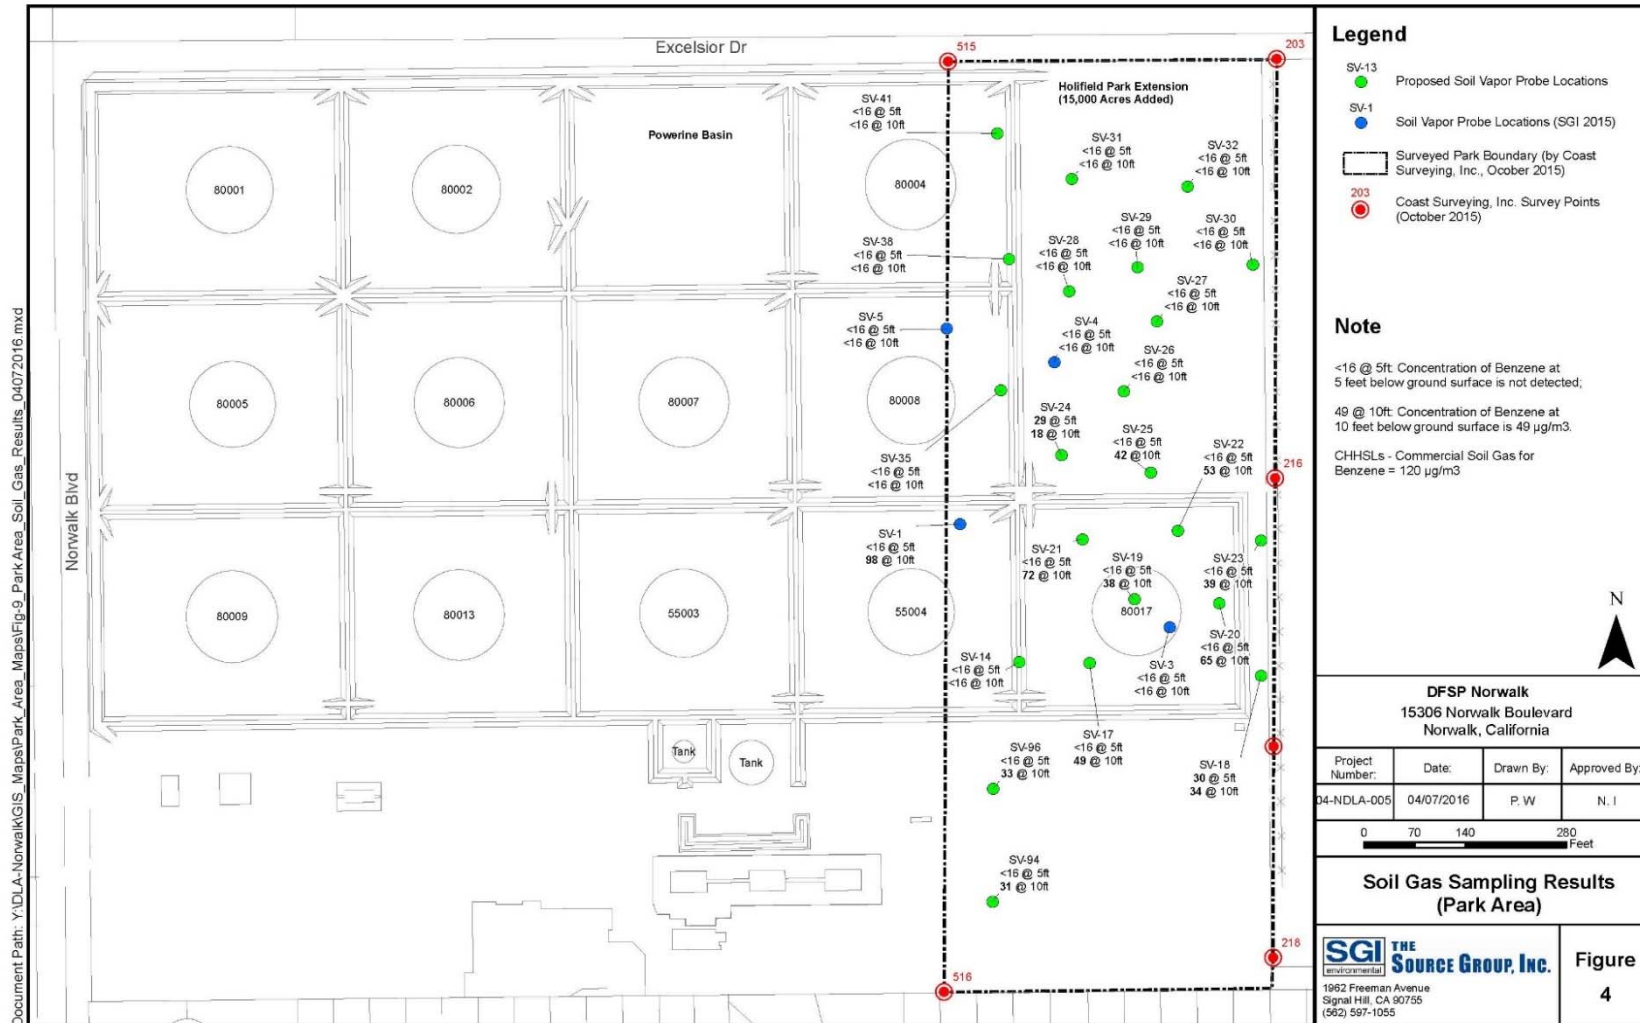 Excelsior Dr
515
203
Holifield Park Extension
(15,000 Acres Added)
Powerine Basin
SV-41
<16 @ 5ft
<16 @ 10ft
SV-31
<16 @ 5ft
<16 @ 10ft
SV-32
<16 @ 5ft
<16 @ 10ft
80001
80002
80004
SV-29
<16 @ 5ft
<16 @ 10ft
SV-30
<16 @ 5ft
<16 @ 10ft
SV-38
<16 @ 5ft
<16 @ 10ft
SV-28
<16 @ 5ft
<16 @ 10ft
SV-27
<16 @ 5ft
<16 @ 10ft
SV-5
<16 @ 5ft
<16 @ 10ft
SV-4
<16 @ 5ft
<16 @ 10ft
SV-26
<16 @ 5ft
<16 @ 10ft
80005
80006
80007
80008
SV-24
29 @ 5ft
18 @ 10ft
SV-25
<16 @ 5ft
42 @10ft
SV-22
<16 @ 5ft
53 @ 10ft
SV-35
<16 @ 5ft
<16 @ 10ft
216
Norwalk Blvd
SV-1
<16 @ 5ft
98 @ 10ft
SV-21
<16 @ 5ft
72 @ 10ft
SV-19
<16 @ 5ft
38 @ 10ft
SV-23
<16 @ 5ft
39 @ 10ft
80009
80013
55003
55004
80017
SV-20
<16 @ 5ft
65 @ 10ft
SV-14
<16 @ 5ft
<16 @ 10ft
SV-3
<16 @ 5ft
<16 @ 10ft
SV-17
<16 @ 5ft
49 @ 10ft
SV-18
30 @ 5ft
34 @ 10ft
Tank
Tank
SV-96
<16 @ 5ft
33 @ 10ft
SV-94
<16 @ 5ft
31 @ 10ft
516
218
Document Path: Y:\DLA-Norwalk\GIS_Maps\Park_Area_Maps\Fig-9_Park Area_Soil_Gas_Results_04072016.mxd
Legend
SV-13
Proposed Soil Vapor Probe Locations
SV-1
Soil Vapor Probe Locations (SGI 2015)
Surveyed Park Boundary (by Coast
Surveying, Inc., Ocober 2015)
203
Coast Surveying, Inc. Survey Points
(October 2015)
Note
<16 @ 5ft: Concentration of Benzene at
5 feet below ground surface is not detected;
49 @ 10ft: Concentration of Benzene at
10 feet below ground surface is 49 µg/m3.
CHHSLs - Commercial Soil Gas for
Benzene = 120 µg/m3
N
DFSP Norwalk
15306 Norwalk Boulevard
Norwalk, California
Project
Number:
Date:
Drawn By:
Approved By:
04-NDLA-005
04/07/2016
P. W
N. I
0 70 140 280
Feet
Soil Gas Sampling Results
(Park Area)
SGI
environmental
THE
SOURCE GROUP, INC.
1962 Freeman Avenue
Signal Hill, CA 90755
(562) 597-1055
Figure
4